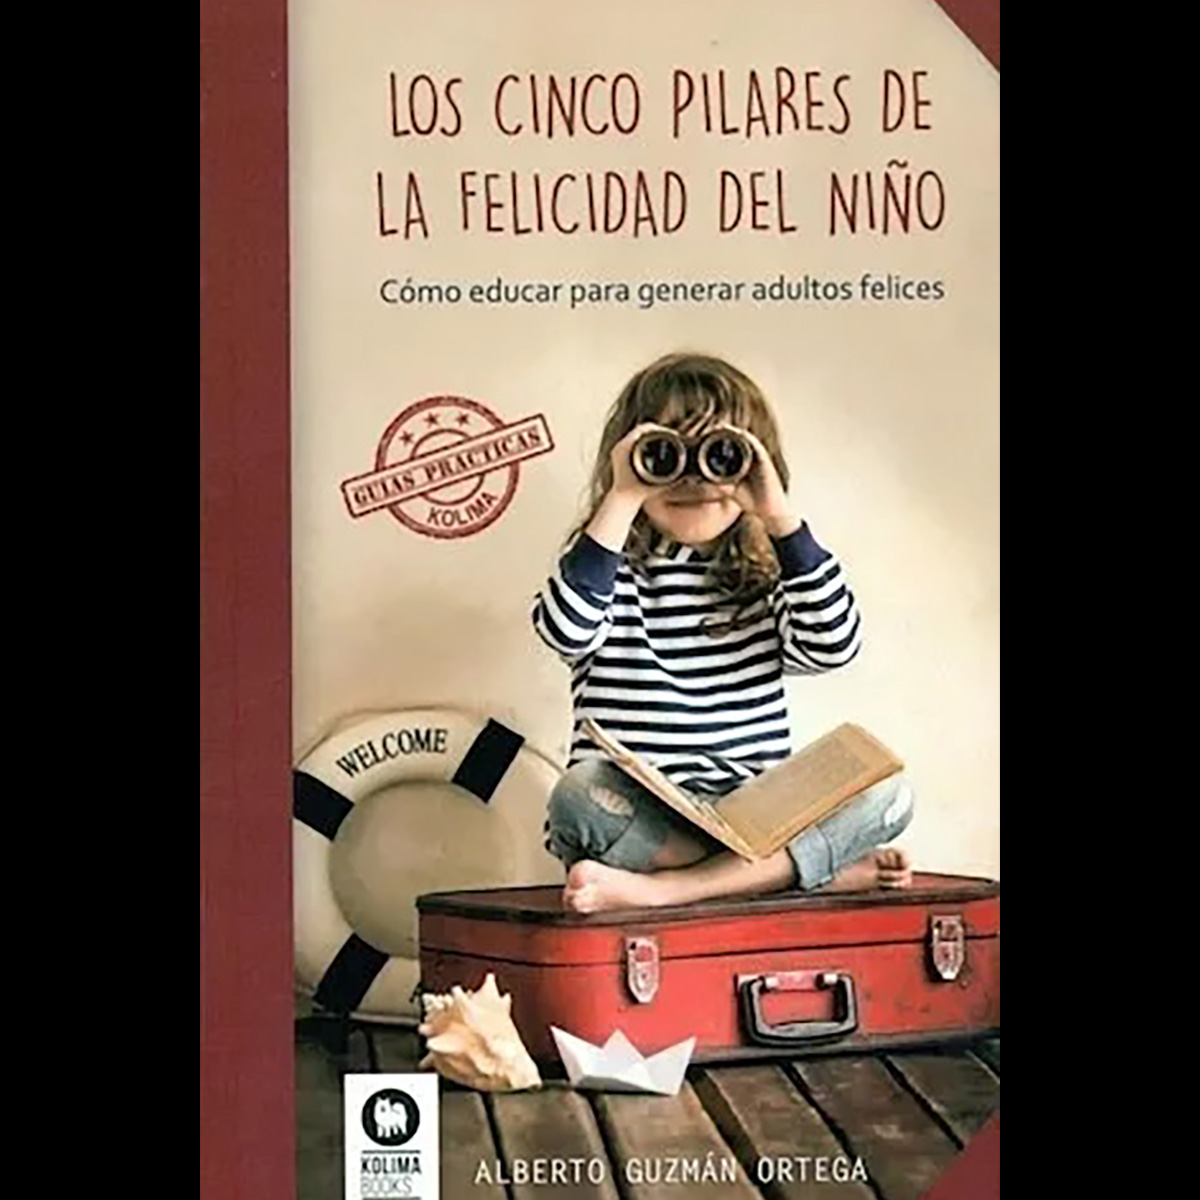 LOS CINCO PILARES DE
LA FELICIDAD DEL NIÑO
Cómo educar para generar adultos felices
GUIAS PRACTICAS
KOLIMA
WELCOME
KOLIMA
BOOKS
ALBERTO GUZMÁN ORTEGA